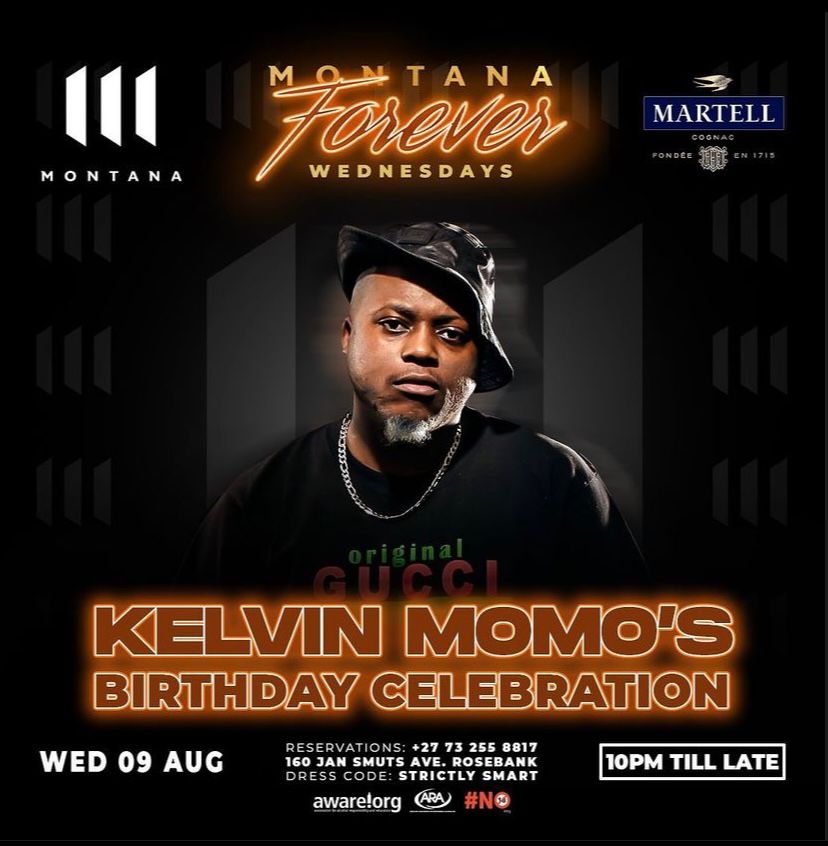 MONTANA
MONTANA
Forever
WEDNESDAYS
MARTELL
COGNAC
FONDÉE EN 1715
original
GUCCI
KELVIN MOMO'S
BIRTHDAY CELEBRATION
WED 09 AUG
RESERVATIONS: +27 73 255 8817
160 JAN SMUTS AVE. ROSEBANK
DRESS CODE: STRICTLY SMART
10PM TILL LATE
aware!org
ARA
#NO
18